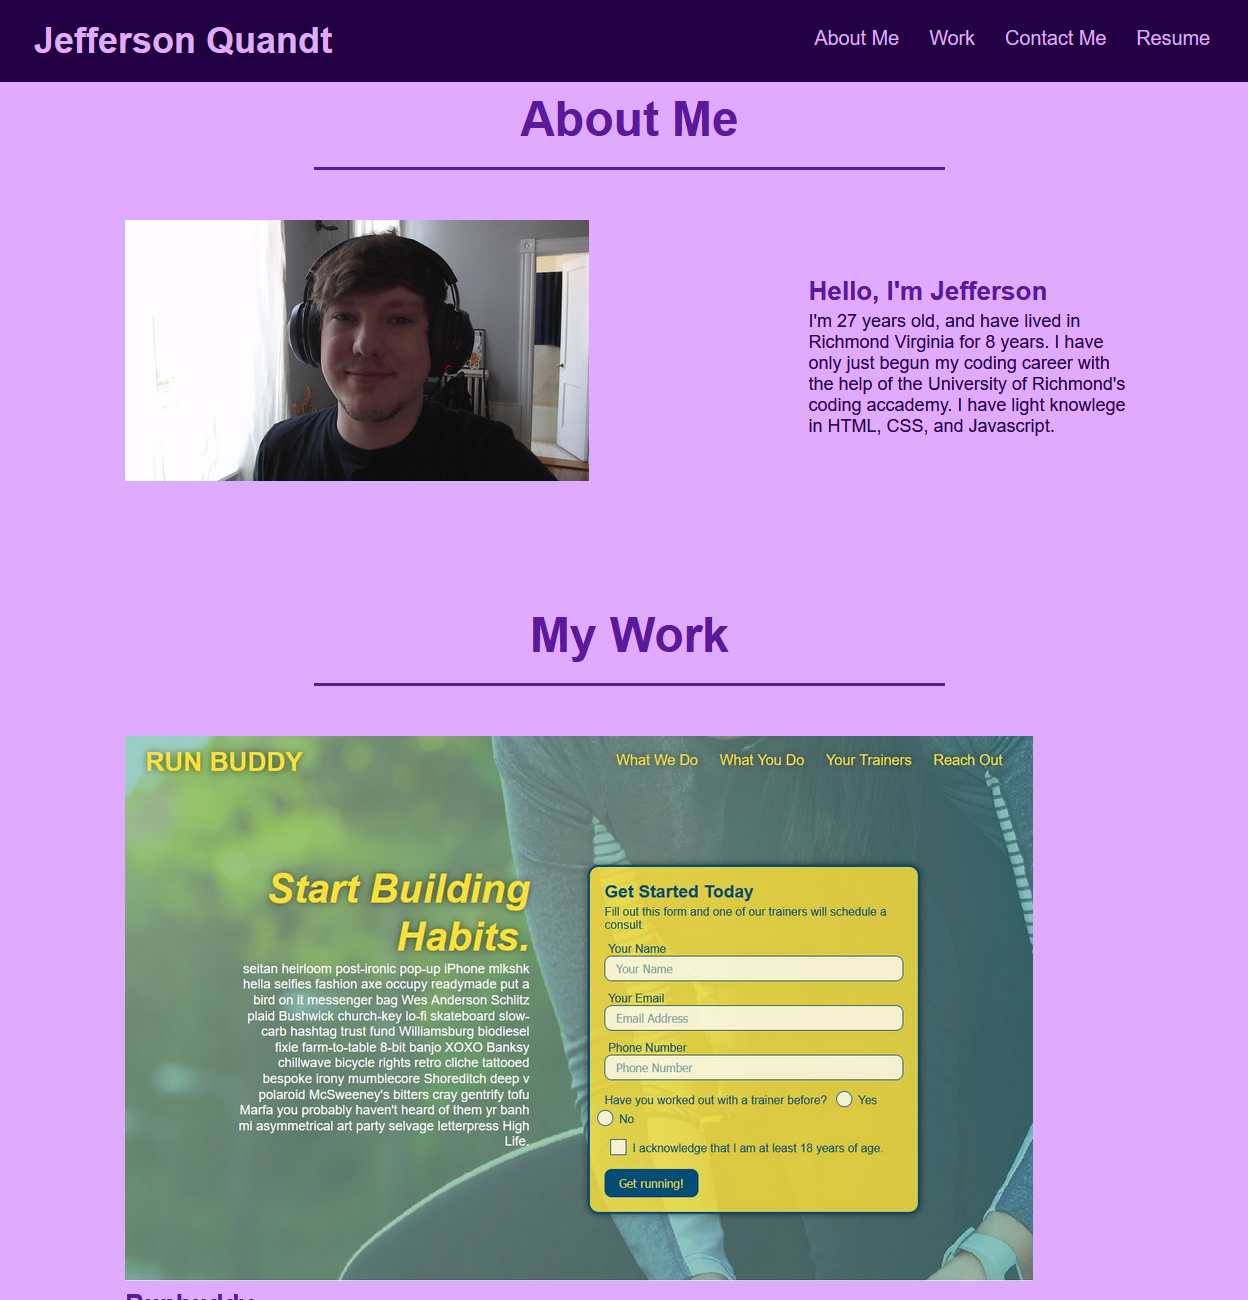 Jefferson Quandt
About Me Work Contact Me Resume
About Me
Hello, I'm Jefferson
I'm 27 years old, and have lived in
Richmond Virginia for 8 years. I have
only just begun my coding career with
the help of the University of Richmond's
coding accademy. I have light knowlege
in HTML, CSS, and Javascript.
My Work
RUN BUDDY
What We Do What You Do Your Trainers Reach Out
Start Building
Habits.
seitan heirloom post-ironic pop-up iPhone mlkshk
hella selfies fashion axe occupy readymade put a
bird on it messenger bag Wes Anderson Schlitz
plaid Bushwick church-key lo-fi skateboard slow-
carb hashtag trust fund Williamsburg biodiesel
fixie farm-to-table 8-bit banjo XOXO Banksy
chillwave bicycle rights retro cliche tattooed
bespoke irony mumblecore Shoreditch deep v
polaroid McSweeney's bitters cray gentrify tofu
Marfa you probably haven't heard of them yr banh
mi asymmetrical art party selvage letterpress High
Life.
Get Started Today
Fill out this form and one of our trainers will schedule a
consult.
Your Name
Your Name
Your Email
Email Address
Phone Number
Phone Number
Have you worked out with a trainer before? Yes
No
I acknowledge that I am at least 18 years of age.
Get running!
Runbuddy